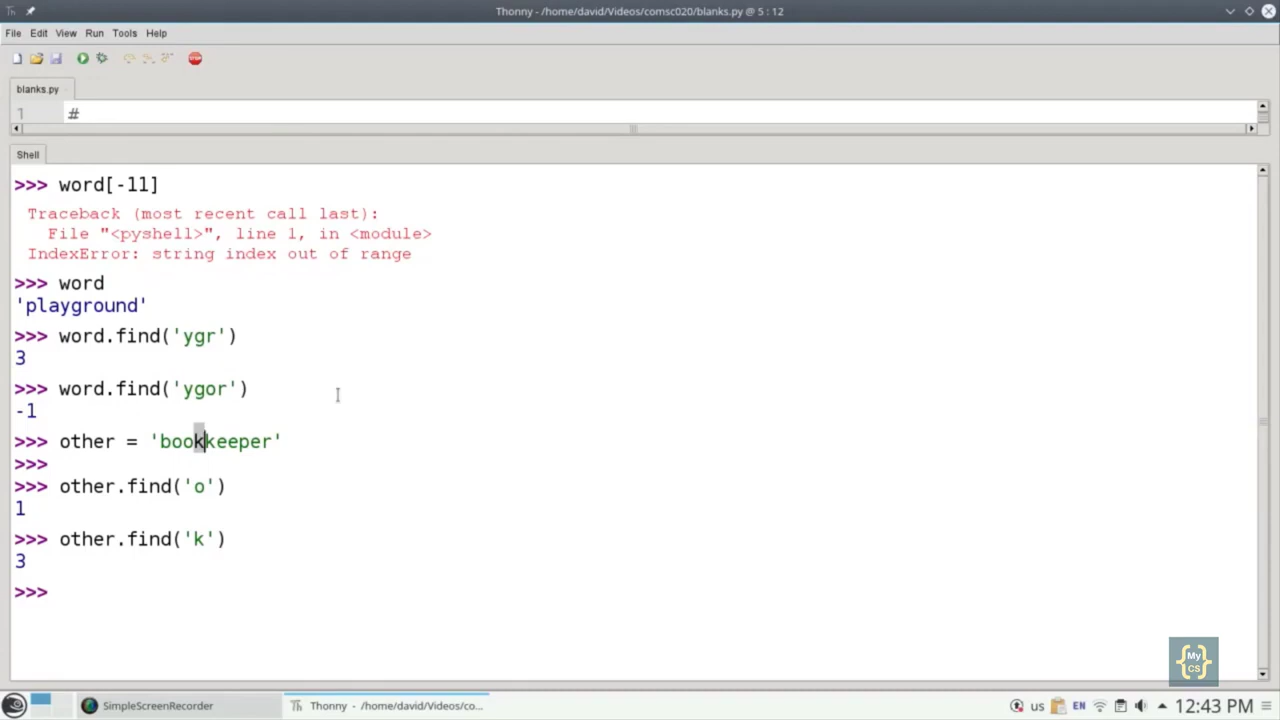 Thonny - /home/david/Videos/comsc020/blanks.py @ 5 : 12
File Edit View Run Tools Help
STOP
blanks.py
1 #
Shell
>>> word[-11]
Traceback (most recent call last):
File "<pyshell>", line 1, in <module>
IndexError: string index out of range
>>> word
'playground'
>>> word.find('ygr')
3
>>> word.find('ygor')
-1
>>> other = 'bookkeeper'
>>>
>>> other.find('o')
1
>>> other.find('k')
3
>>>
{My CS}
SimpleScreenRecorder Thonny - /home/david/Videos/co... us EN 12:43 PM